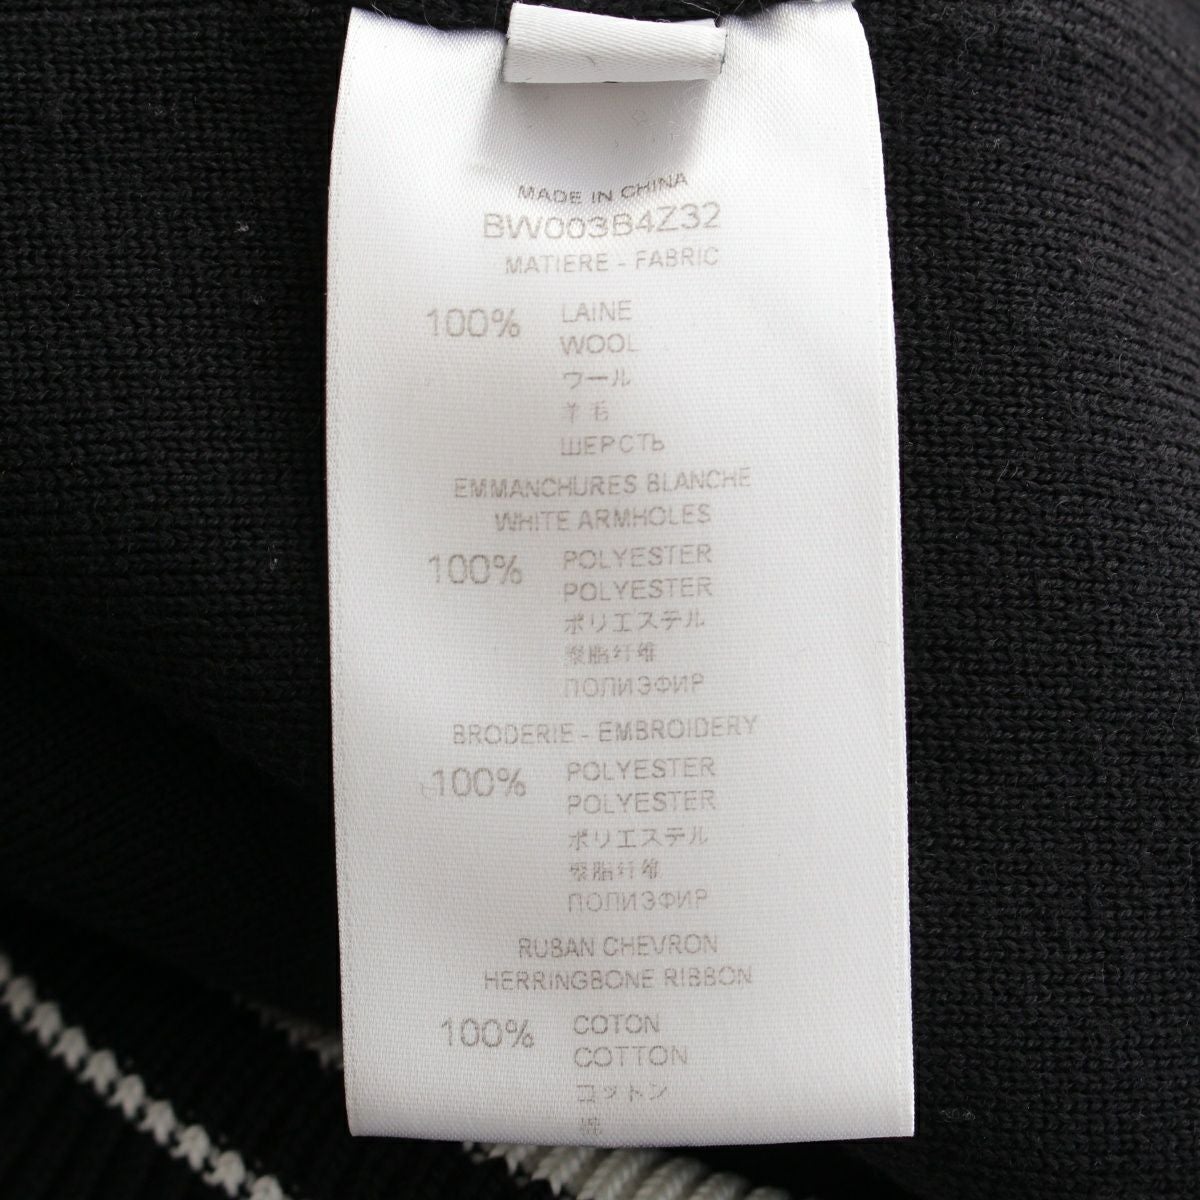 MADE IN CHINA
BW003B4Z32
MATIERE - FABRIC
100% LAINE
WOOL
ウール
羊毛
ШЕРСТЬ
EMMANCHURES BLANCHE
WHITE ARMHOLES
100% POLYESTER
POLYESTER
ポリエステル
聚脂纤维
ПОЛИЭФИР
BRODERIE - EMBROIDERY
100% POLYESTER
POLYESTER
ポリエステル
聚脂纤维
ПОЛИЭФИР
RUBAN CHEVRON
HERRINGBONE RIBBON
100% COTON
COTTON
コットン
棉